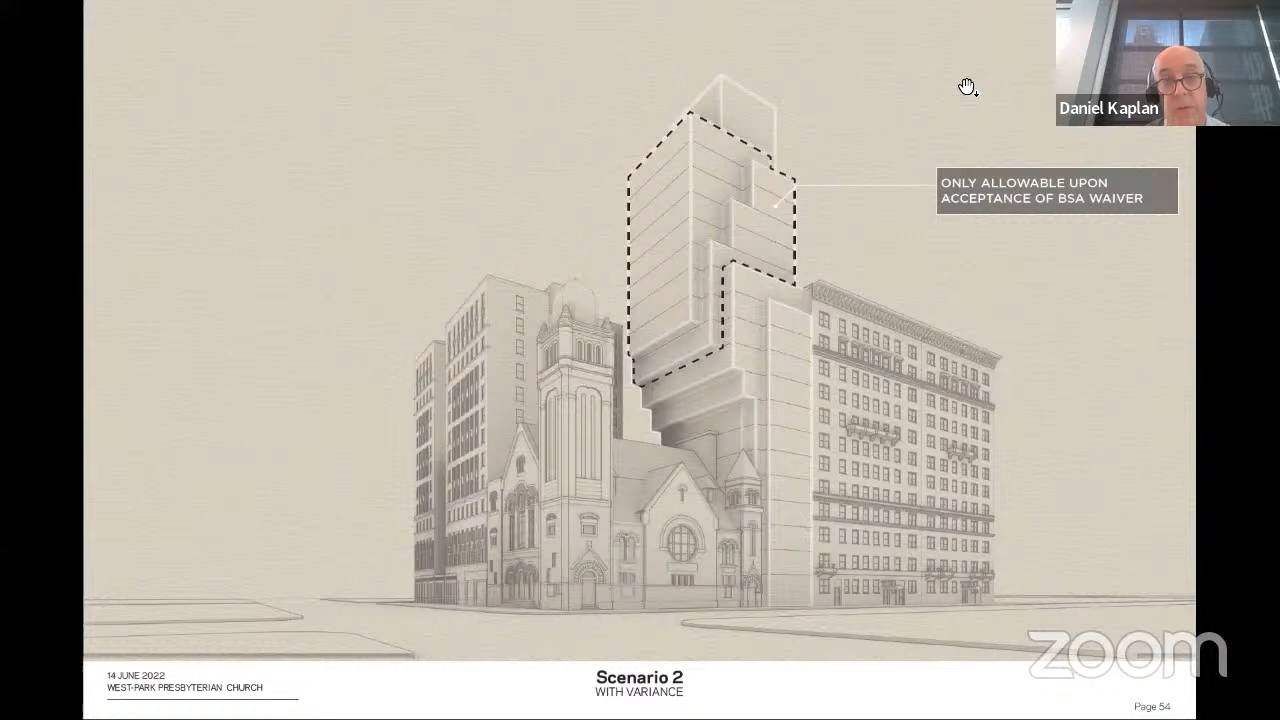 Daniel Kaplan
ONLY ALLOWABLE UPON
ACCEPTANCE OF BSA WAIVER
zoom
14 JUNE 2022
WEST-PARK PRESBYTERIAN CHURCH
Scenario 2
WITH VARIANCE
Page 54